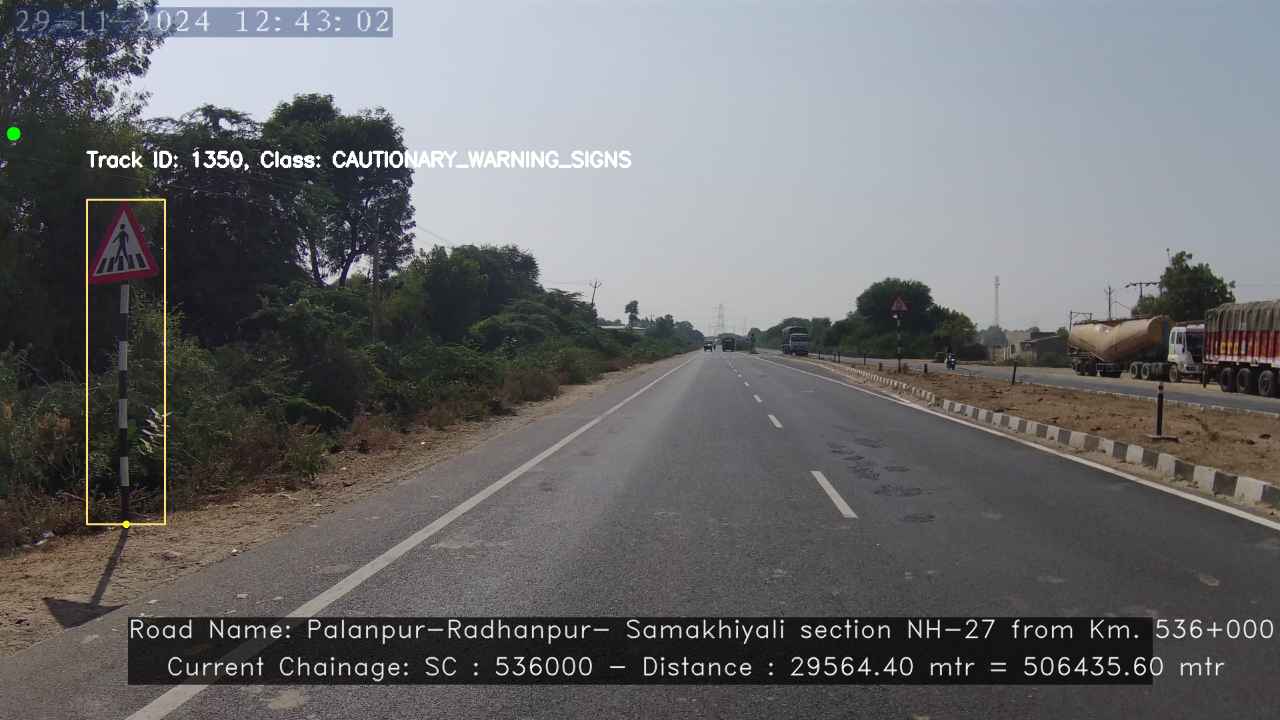 29-11-2024 12:43:02
Track ID: 1350, Class: CAUTIONARY_WARNING_SIGNS
Road Name: Palanpur-Radhanpur- Samakhiyali section NH-27 from Km. 536+000
Current Chainage: SC : 536000 - Distance : 29564.40 mtr = 506435.60 mtr